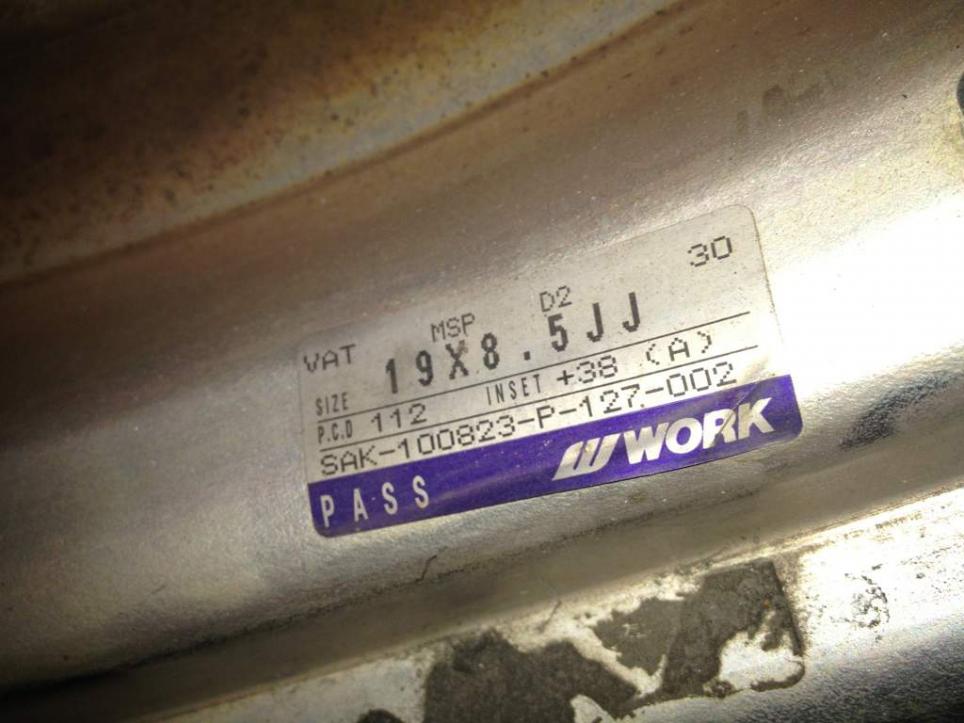 VAT MSP D2 30
SIZE 19X8.5JJ
P.C.D 112 INSET +38 (A)
SAK-100823-P-127-002
PASS WORK